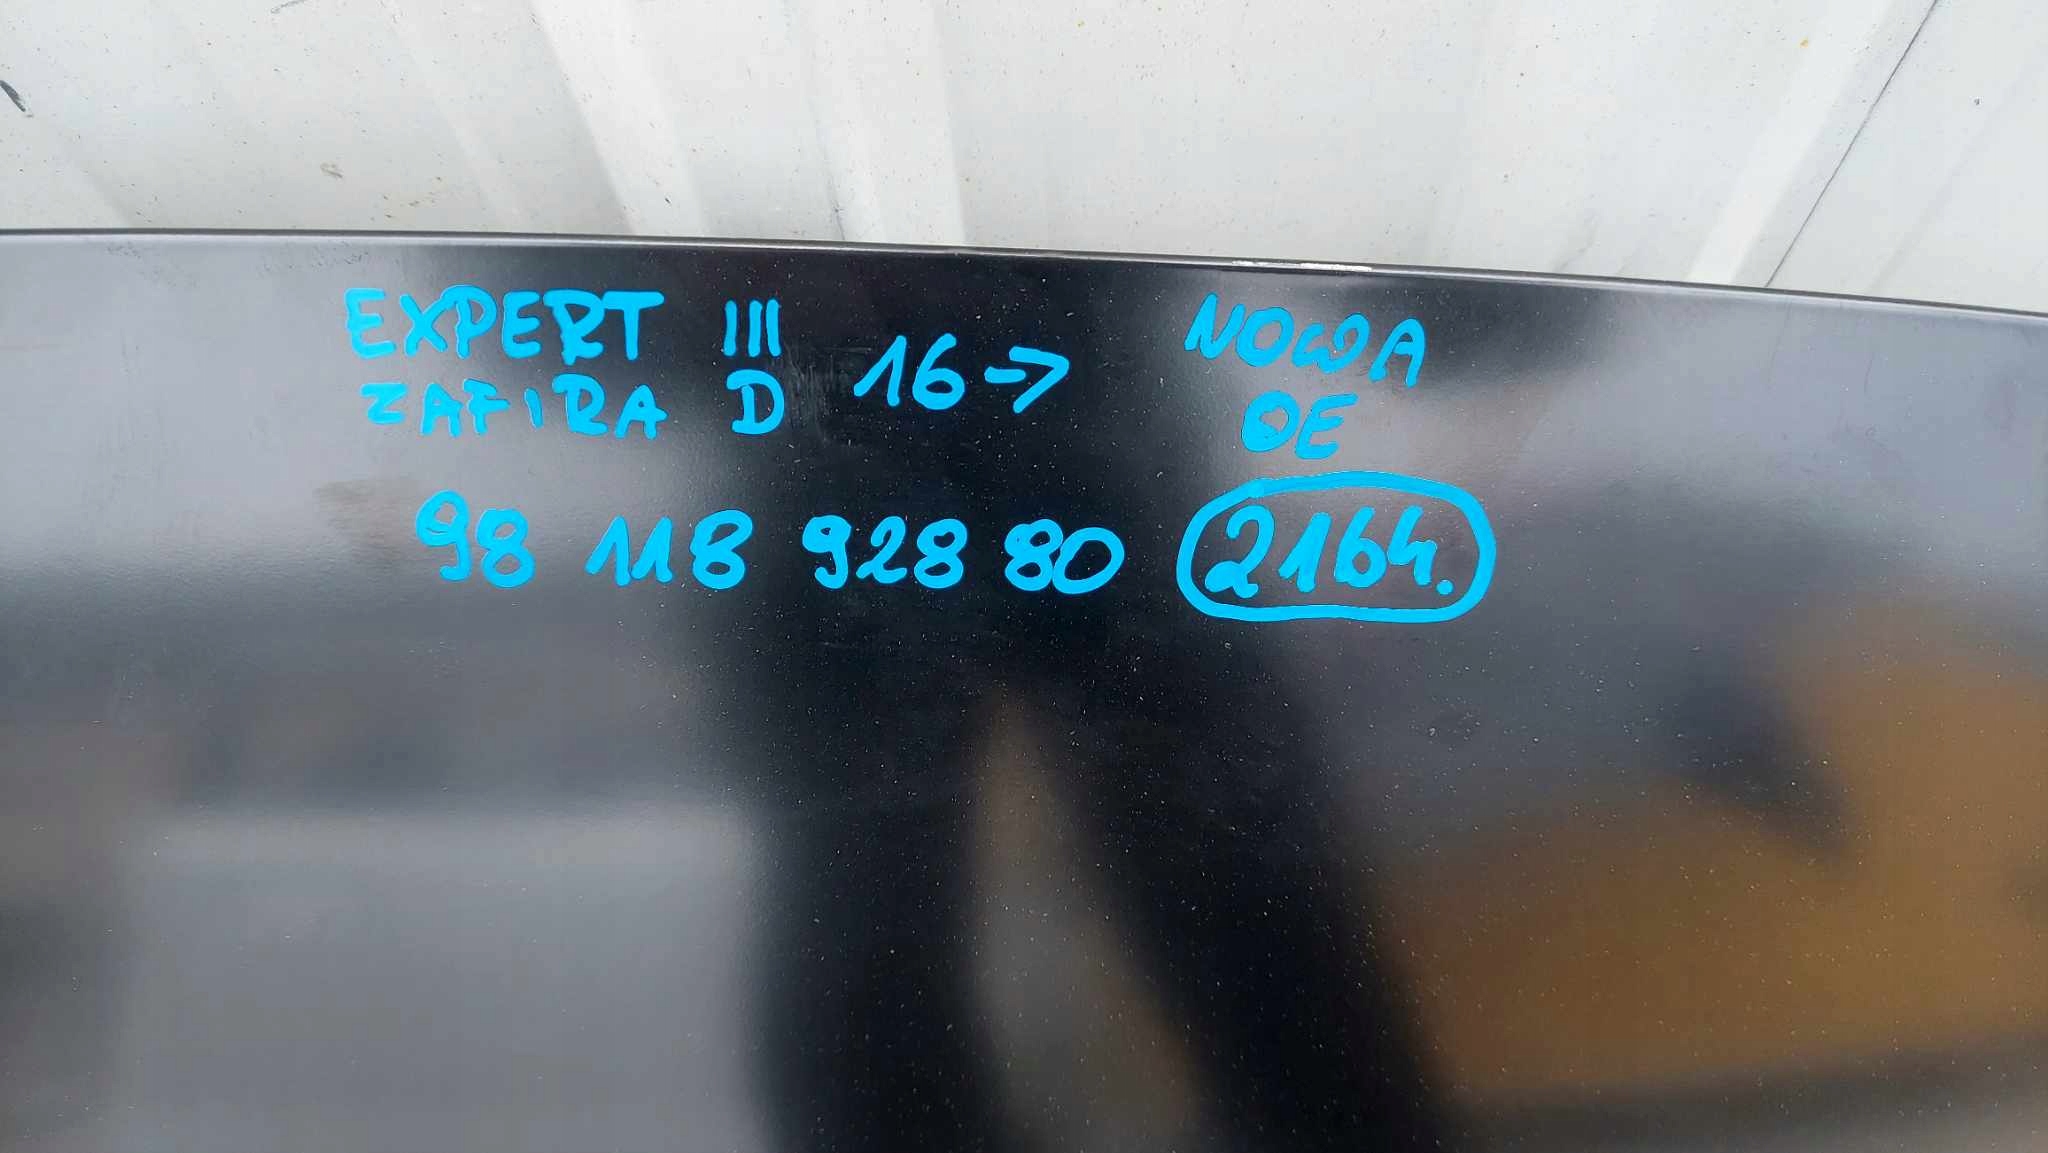 EXPERT III
ZAFIRA D
16->
NOWA
OE
98 118 928 80
2164.